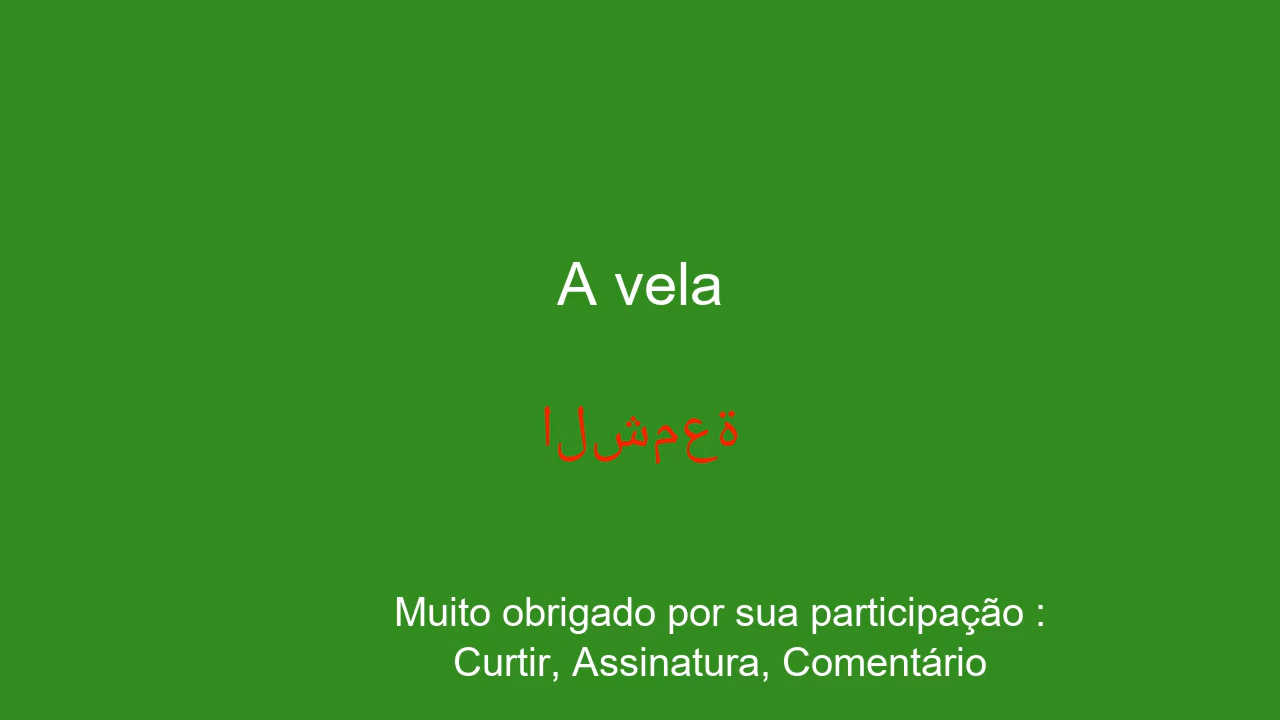 A vela
الشمعة
Muito obrigado por sua participação :
Curtir, Assinatura, Comentário